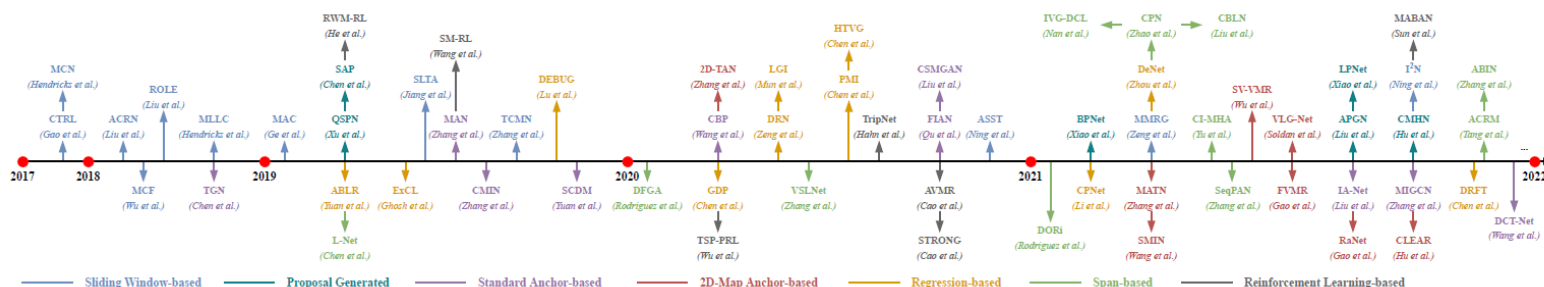 RWM-RL
(He et al.)
HTVG
(Chen et al.)
IVG-DCL
(Nan et al.)
CPN
(Zhao et al.)
CBLN
(Liu et al.)
MABAN
(Sun et al.)
SM-RL
(Wang et al.)
MCN
(Hendricks et al.)
ROLE
(Liu et al.)
SAP
(Chen et al.)
SLTA
(Jiang et al.)
DEBUG
(Lu et al.)
2D-TAN
(Zhang et al.)
LGI
(Mun et al.)
PMI
(Chen et al.)
CSMGAN
(Liu et al.)
DeNet
(Zhou et al.)
SV-VMR
(Wu et al.)
LPNet
(Xiao et al.)
I²N
(Ning et al.)
ABIN
(Zhang et al.)
CTRL
(Gao et al.)
ACRN
(Liu et al.)
MLLC
(Hendricks et al.)
MAC
(Ge et al.)
QSPN
(Xu et al.)
MAN
(Zhang et al.)
TCMN
(Zhang et al.)
CBP
(Wang et al.)
DRN
(Zeng et al.)
TripNet
(Hahn et al.)
FIAN
(Qu et al.)
ASST
(Ning et al.)
BPNet
(Xiao et al.)
MMRG
(Zeng et al.)
CI-MHA
(Yu et al.)
VLG-Net
(Soldan et al.)
APGN
(Liu et al.)
CMHN
(Hu et al.)
ACRM
(Tang et al.)
...
2017
2018
2019
2020
2021
2022
MCF
(Wu et al.)
TGN
(Chen et al.)
ABLR
(Yuan et al.)
ExCL
(Ghosh et al.)
CMIN
(Zhang et al.)
SCDM
(Yuan et al.)
DFGA
(Rodriguez et al.)
GDP
(Chen et al.)
VSLNet
(Zhang et al.)
AVMR
(Cao et al.)
CPNet
(Li et al.)
MATN
(Zhang et al.)
SeqPAN
(Zhang et al.)
FVMR
(Gao et al.)
IA-Net
(Liu et al.)
MIGCN
(Zhang et al.)
DRFT
(Chen et al.)
DCT-Net
(Wang et al.)
L-Net
(Chen et al.)
TSP-PRL
(Wu et al.)
STRONG
(Cao et al.)
DORi
(Rodriguez et al.)
SMIN
(Wang et al.)
RaNet
(Gao et al.)
CLEAR
(Hu et al.)
Sliding Window-based
Proposal Generated
Standard Anchor-based
2D-Map Anchor-based
Regression-based
Span-based
Reinforcement Learning-based